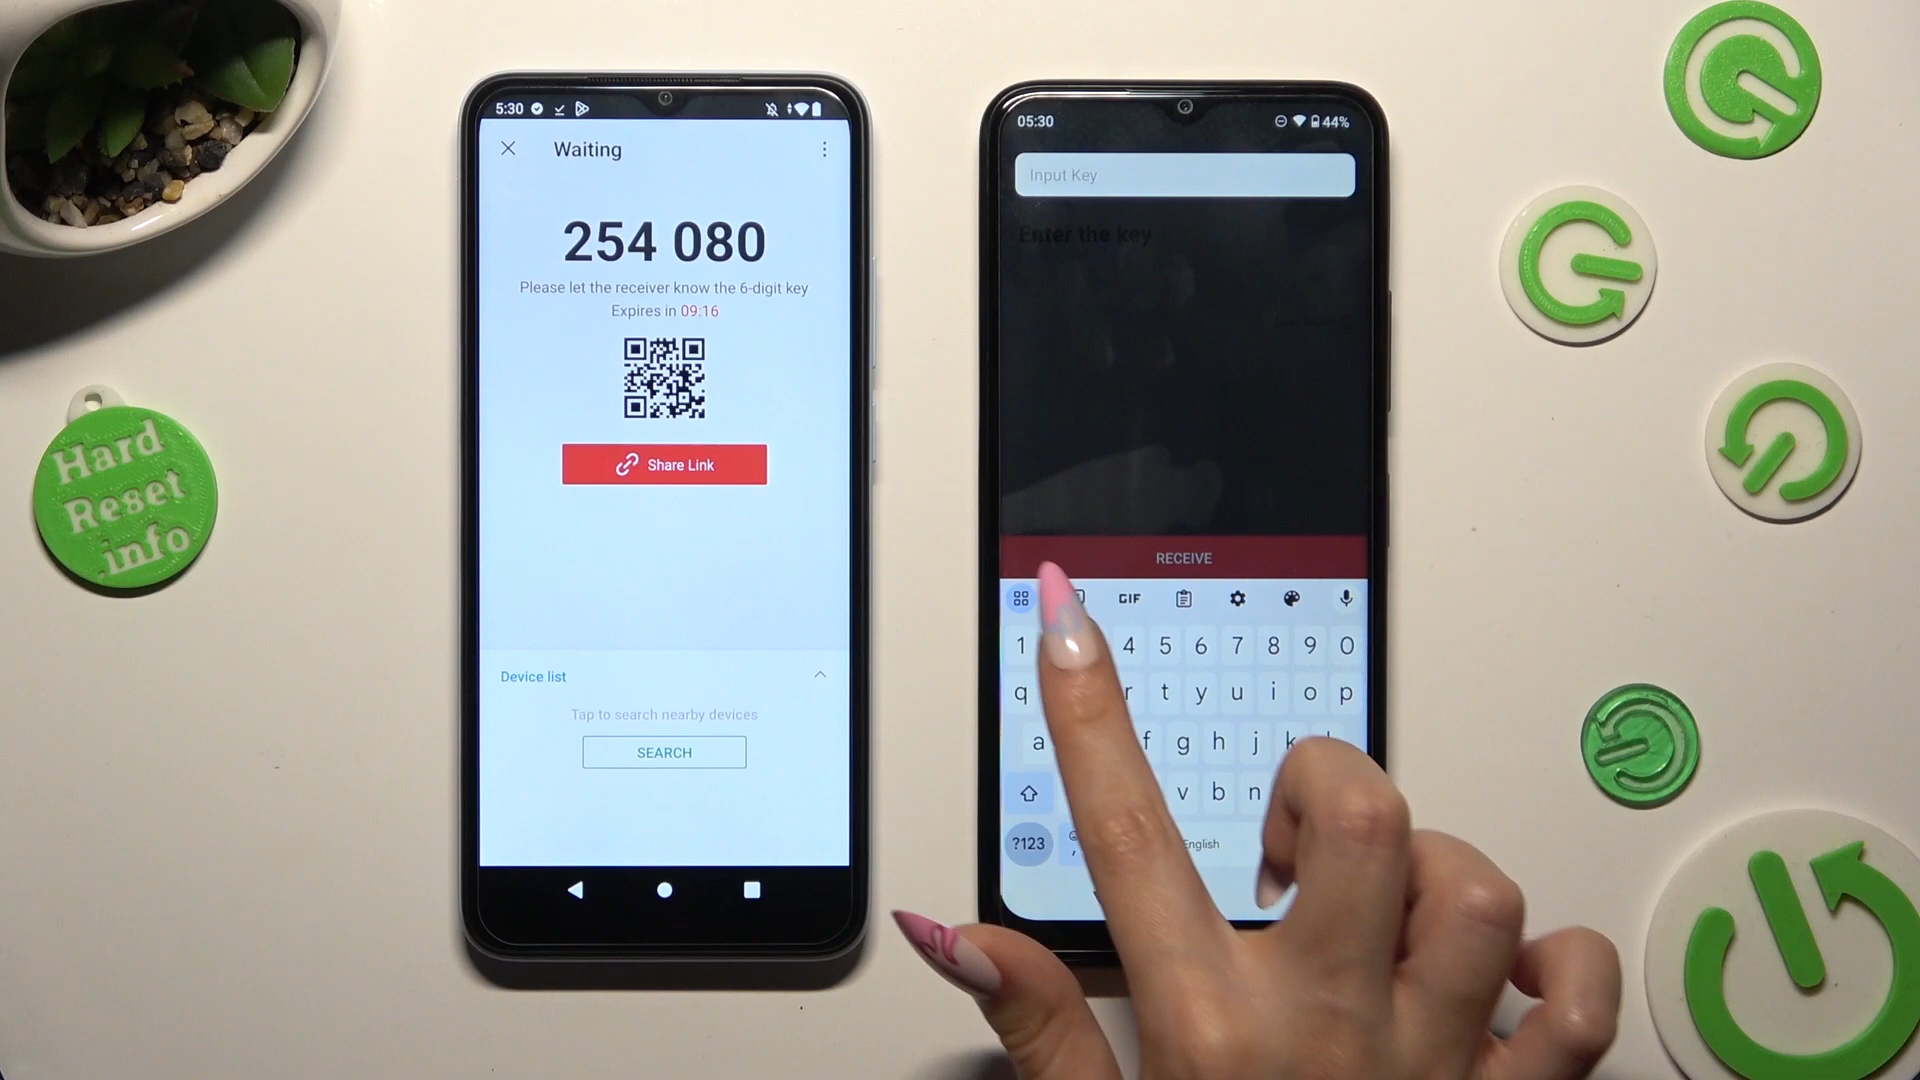 5:30
Waiting
254 080
Please let the receiver know the 6-digit key
Expires in 09:16
Share Link
Device list
Tap to search nearby devices
SEARCH
05:30
44%
Input Key
Enter the key
RECEIVE
GIF
1 4 5 6 7 8 9 0
q r t y u i o p
a f g h j k
v b n
?123 , English
Hard
Reset
.info